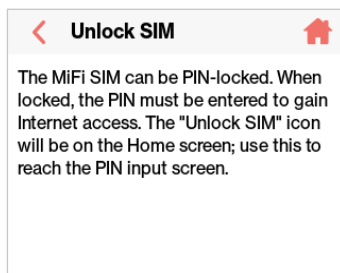 Unlock SIM
The MiFi SIM can be PIN-locked. When
locked, the PIN must be entered to gain
Internet access. The "Unlock SIM" icon
will be on the Home screen; use this to
reach the PIN input screen.